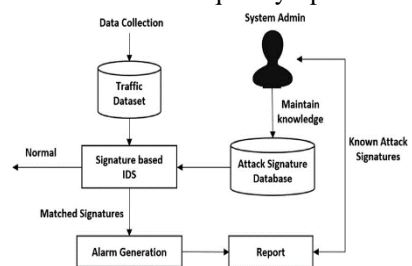 Data Collection
System Admin
Traffic
Dataset
Maintain
knowledge
Normal
Signature based
IDS
Attack Signature
Database
Known Attack
Signatures
Matched Signatures
Alarm Generation
Report